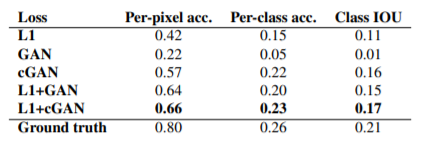 Loss Per-pixel acc. Per-class acc. Class IOU
L1 0.42 0.15 0.11
GAN 0.22 0.05 0.01
cGAN 0.57 0.22 0.16
L1+GAN 0.64 0.20 0.15
L1+cGAN 0.66 0.23 0.17
Ground truth 0.80 0.26 0.21